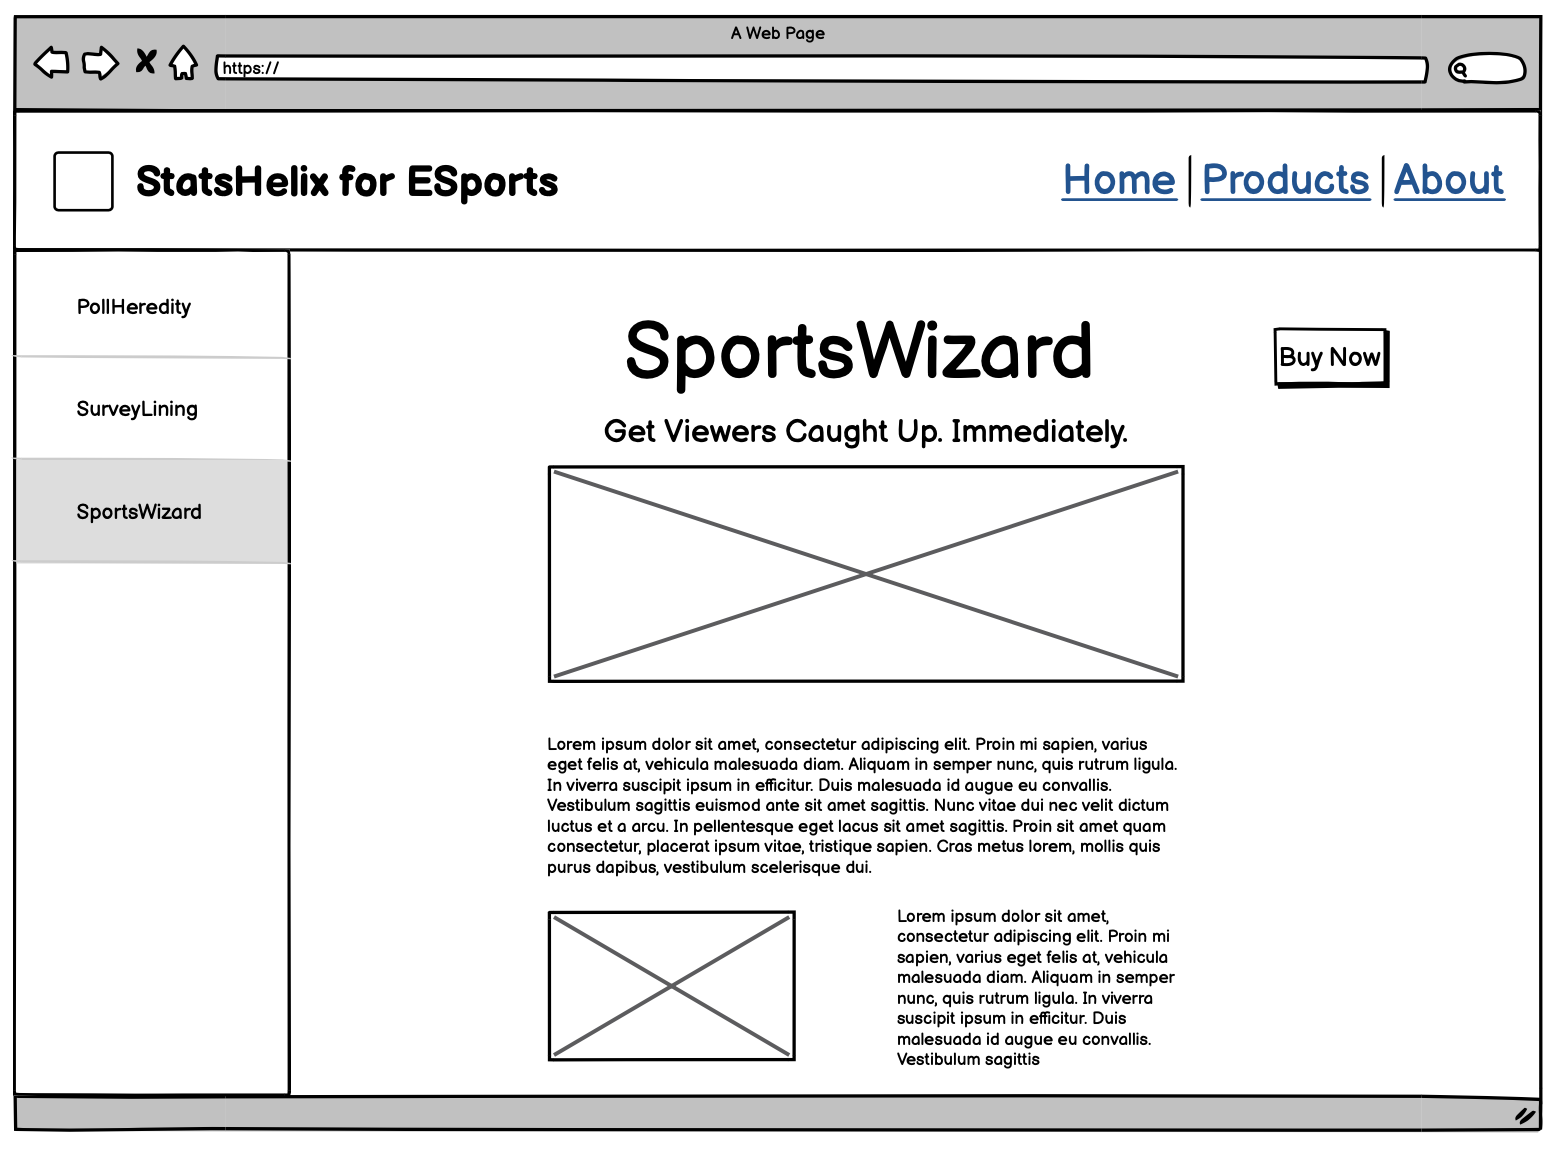 A Web Page
https://
StatsHelix for ESports
Home
Products
About
PollHeredity
SurveyLining
SportsWizard
SportsWizard
Buy Now
Get Viewers Caught Up. Immediately.
Lorem ipsum dolor sit amet, consectetur adipiscing elit. Proin mi sapien, varius
eget felis at, vehicula malesuada diam. Aliquam in semper nunc, quis rutrum ligula.
In viverra suscipit ipsum in efficitur. Duis malesuada id augue eu convallis.
Vestibulum sagittis euismod ante sit amet sagittis. Nunc vitae dui nec velit dictum
luctus et a arcu. In pellentesque eget lacus sit amet sagittis. Proin sit amet quam
consectetur, placerat ipsum vitae, tristique sapien. Cras metus lorem, mollis quis
purus dapibus, vestibulum scelerisque dui.
Lorem ipsum dolor sit amet,
consectetur adipiscing elit. Proin mi
sapien, varius eget felis at, vehicula
malesuada diam. Aliquam in semper
nunc, quis rutrum ligula. In viverra
suscipit ipsum in efficitur. Duis
malesuada id augue eu convallis.
Vestibulum sagittis